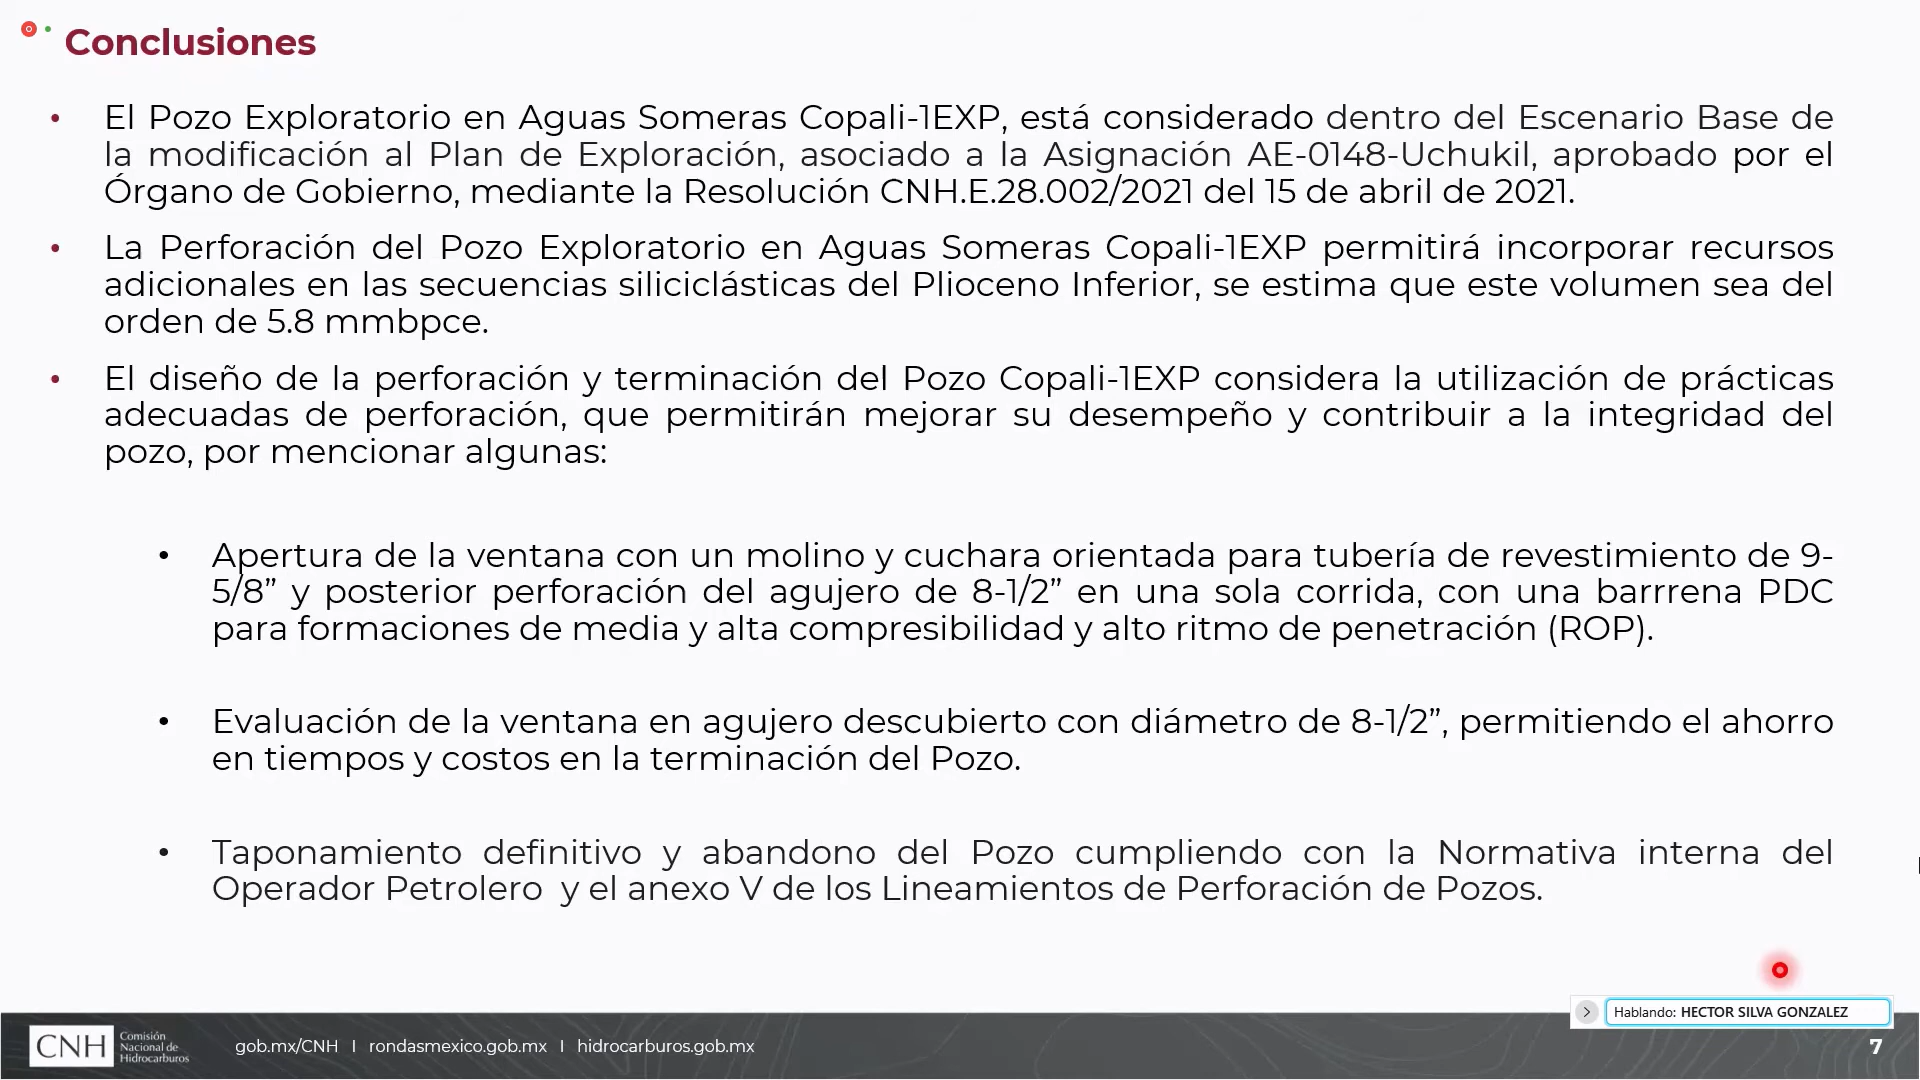 Conclusiones
• El Pozo Exploratorio en Aguas Someras Copali-1EXP, está considerado dentro del Escenario Base de
la modificación al Plan de Exploración, asociado a la Asignación AE-0148-Uchukil, aprobado por el
Órgano de Gobierno, mediante la Resolución CNH.E.28.002/2021 del 15 de abril de 2021.
• La Perforación del Pozo Exploratorio en Aguas Someras Copali-1EXP permitirá incorporar recursos
adicionales en las secuencias siliciclásticas del Plioceno Inferior, se estima que este volumen sea del
orden de 5.8 mmbpce.
• El diseño de la perforación y terminación del Pozo Copali-1EXP considera la utilización de prácticas
adecuadas de perforación, que permitirán mejorar su desempeño y contribuir a la integridad del
pozo, por mencionar algunas:
• Apertura de la ventana con un molino y cuchara orientada para tubería de revestimiento de 9-
5/8” y posterior perforación del agujero de 8-1/2” en una sola corrida, con una barrrena PDC
para formaciones de media y alta compresibilidad y alto ritmo de penetración (ROP).
• Evaluación de la ventana en agujero descubierto con diámetro de 8-1/2”, permitiendo el ahorro
en tiempos y costos en la terminación del Pozo.
• Taponamiento definitivo y abandono del Pozo cumpliendo con la Normativa interna del
Operador Petrolero y el anexo V de los Lineamientos de Perforación de Pozos.
Hablando: HECTOR SILVA GONZALEZ
CNH
Comisión
Nacional de
Hidrocarburos
gob.mx/CNH I rondasmexico.gob.mx I hidrocarburos.gob.mx
7